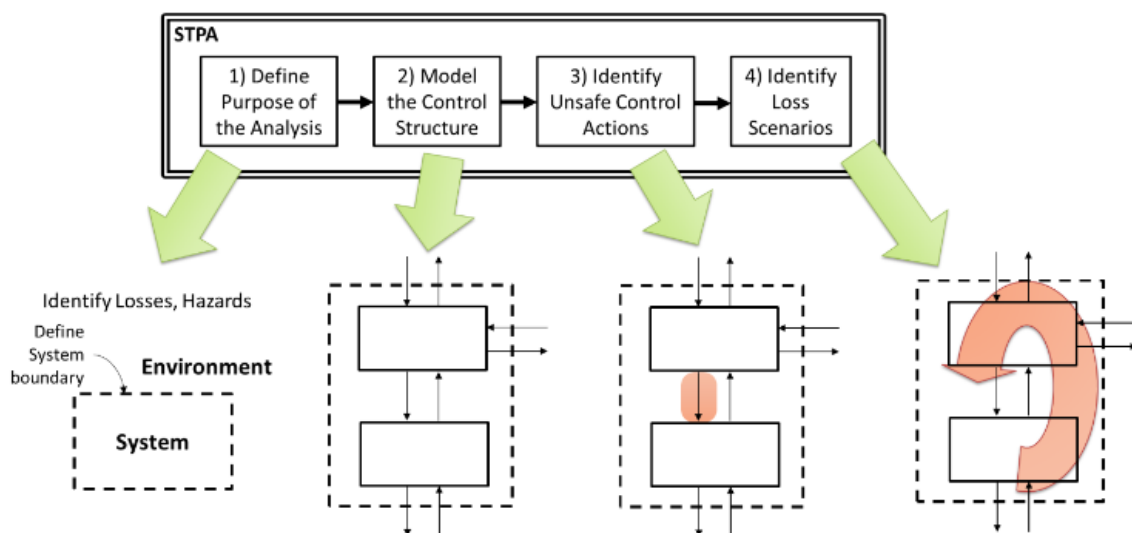 STPA
1) Define
Purpose of
the Analysis
2) Model
the Control
Structure
3) Identify
Unsafe Control
Actions
4) Identify
Loss
Scenarios
Identify Losses, Hazards
Define
System
boundary
Environment
System